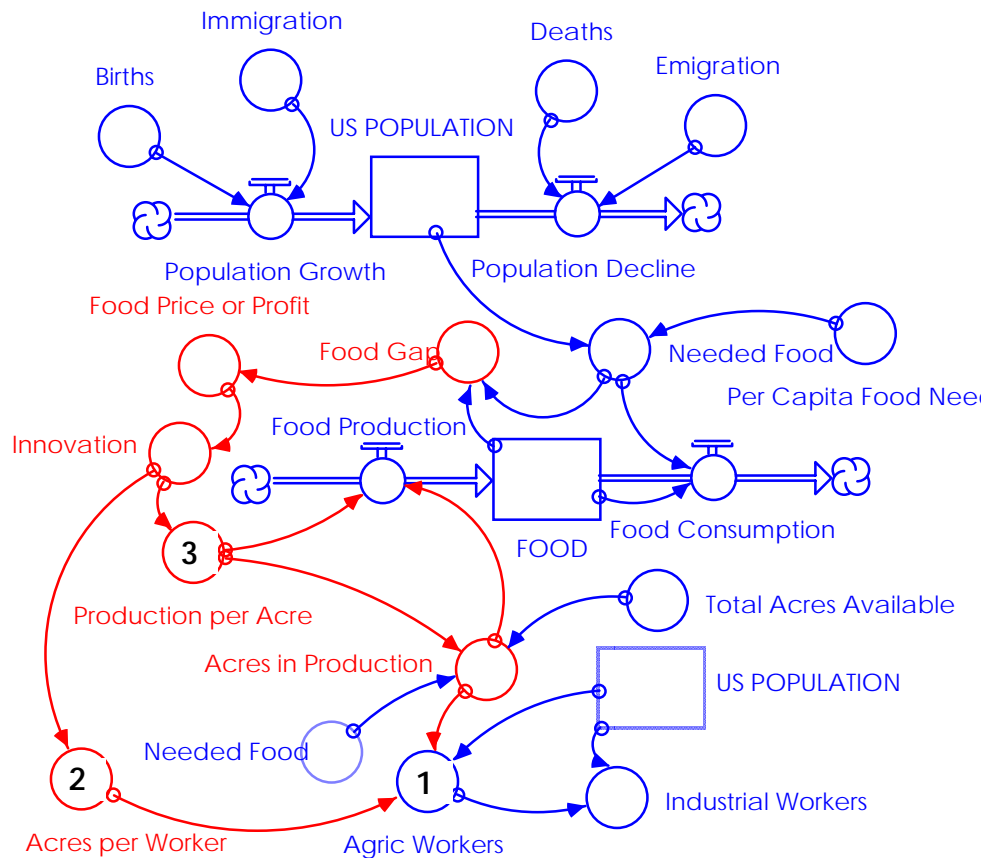 Immigration
Deaths
Births
Emigration
US POPULATION
Population Growth
Population Decline
Food Price or Profit
Food Gap
Needed Food
Per Capita Food Need
Innovation
Food Production
Food Consumption
FOOD
3
Production per Acre
Total Acres Available
Acres in Production
US POPULATION
Needed Food
2
1
Industrial Workers
Acres per Worker
Agric Workers